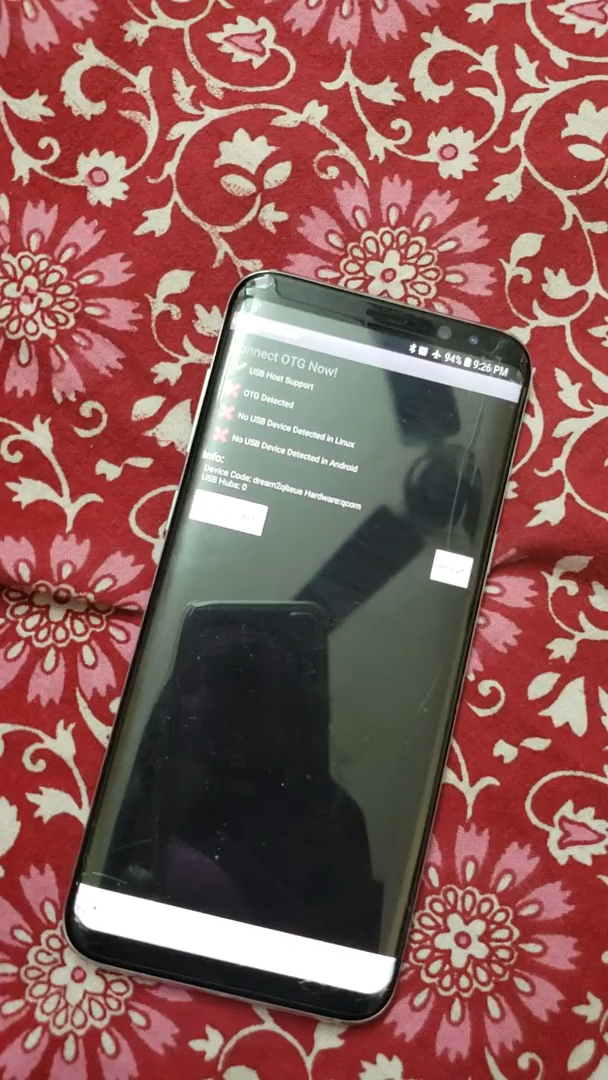 94% 9:26 PM
onnect OTG Now!
USB Host Support
OTG Detected
No USB Device Detected in Linux
No USB Device Detected in Android
Info:
Device Code: dream2qlteue Hardware:qcom
USB Hubs: 0